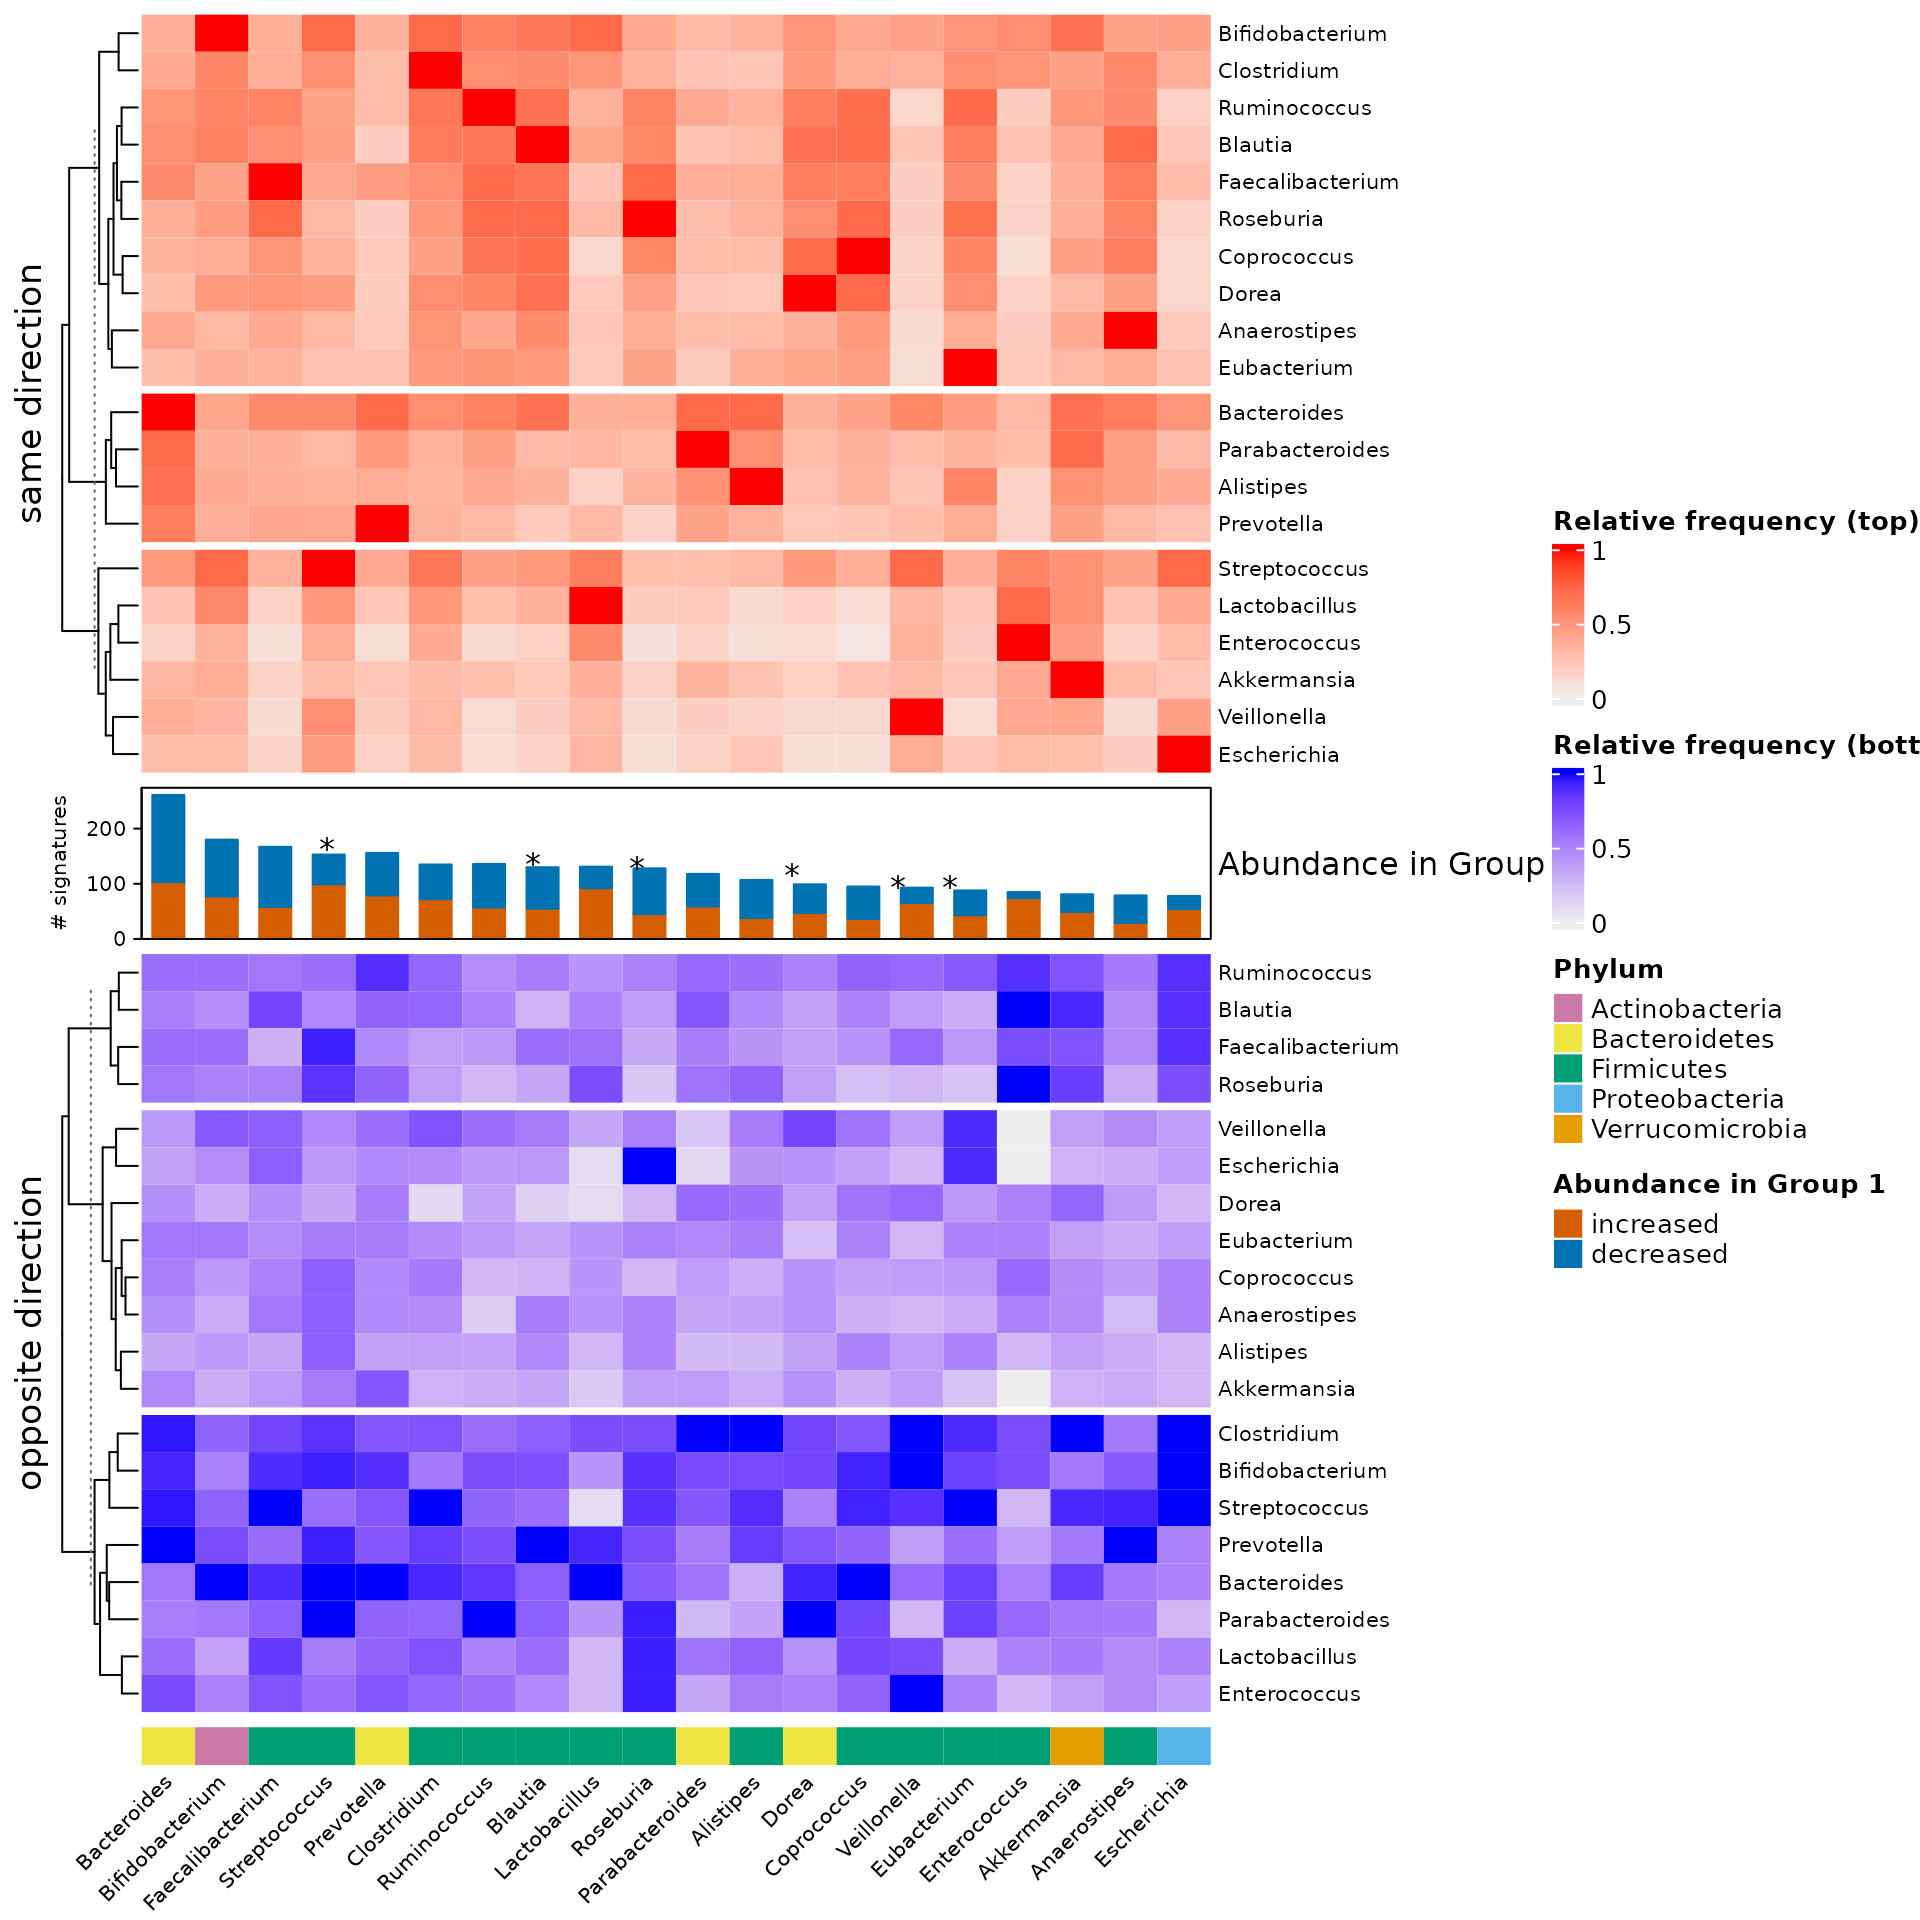 same direction
Bifidobacterium
Clostridium
Ruminococcus
Blautia
Faecalibacterium
Roseburia
Coprococcus
Dorea
Anaerostipes
Eubacterium
Bacteroides
Parabacteroides
Alistipes
Prevotella
Streptococcus
Lactobacillus
Enterococcus
Akkermansia
Veillonella
Escherichia
# signatures
200
100
0
* * * * * *
Abundance in Group
opposite direction
Ruminococcus
Blautia
Faecalibacterium
Roseburia
Veillonella
Escherichia
Dorea
Eubacterium
Coprococcus
Anaerostipes
Alistipes
Akkermansia
Clostridium
Bifidobacterium
Streptococcus
Prevotella
Bacteroides
Parabacteroides
Lactobacillus
Enterococcus
Bacteroides
Bifidobacterium
Faecalibacterium
Streptococcus
Prevotella
Clostridium
Ruminococcus
Blautia
Lactobacillus
Roseburia
Parabacteroides
Alistipes
Dorea
Coprococcus
Veillonella
Eubacterium
Enterococcus
Akkermansia
Anaerostipes
Escherichia
Relative frequency (top)
1
0.5
0
Relative frequency (bott
1
0.5
0
Phylum
Actinobacteria
Bacteroidetes
Firmicutes
Proteobacteria
Verrucomicrobia
Abundance in Group 1
increased
decreased